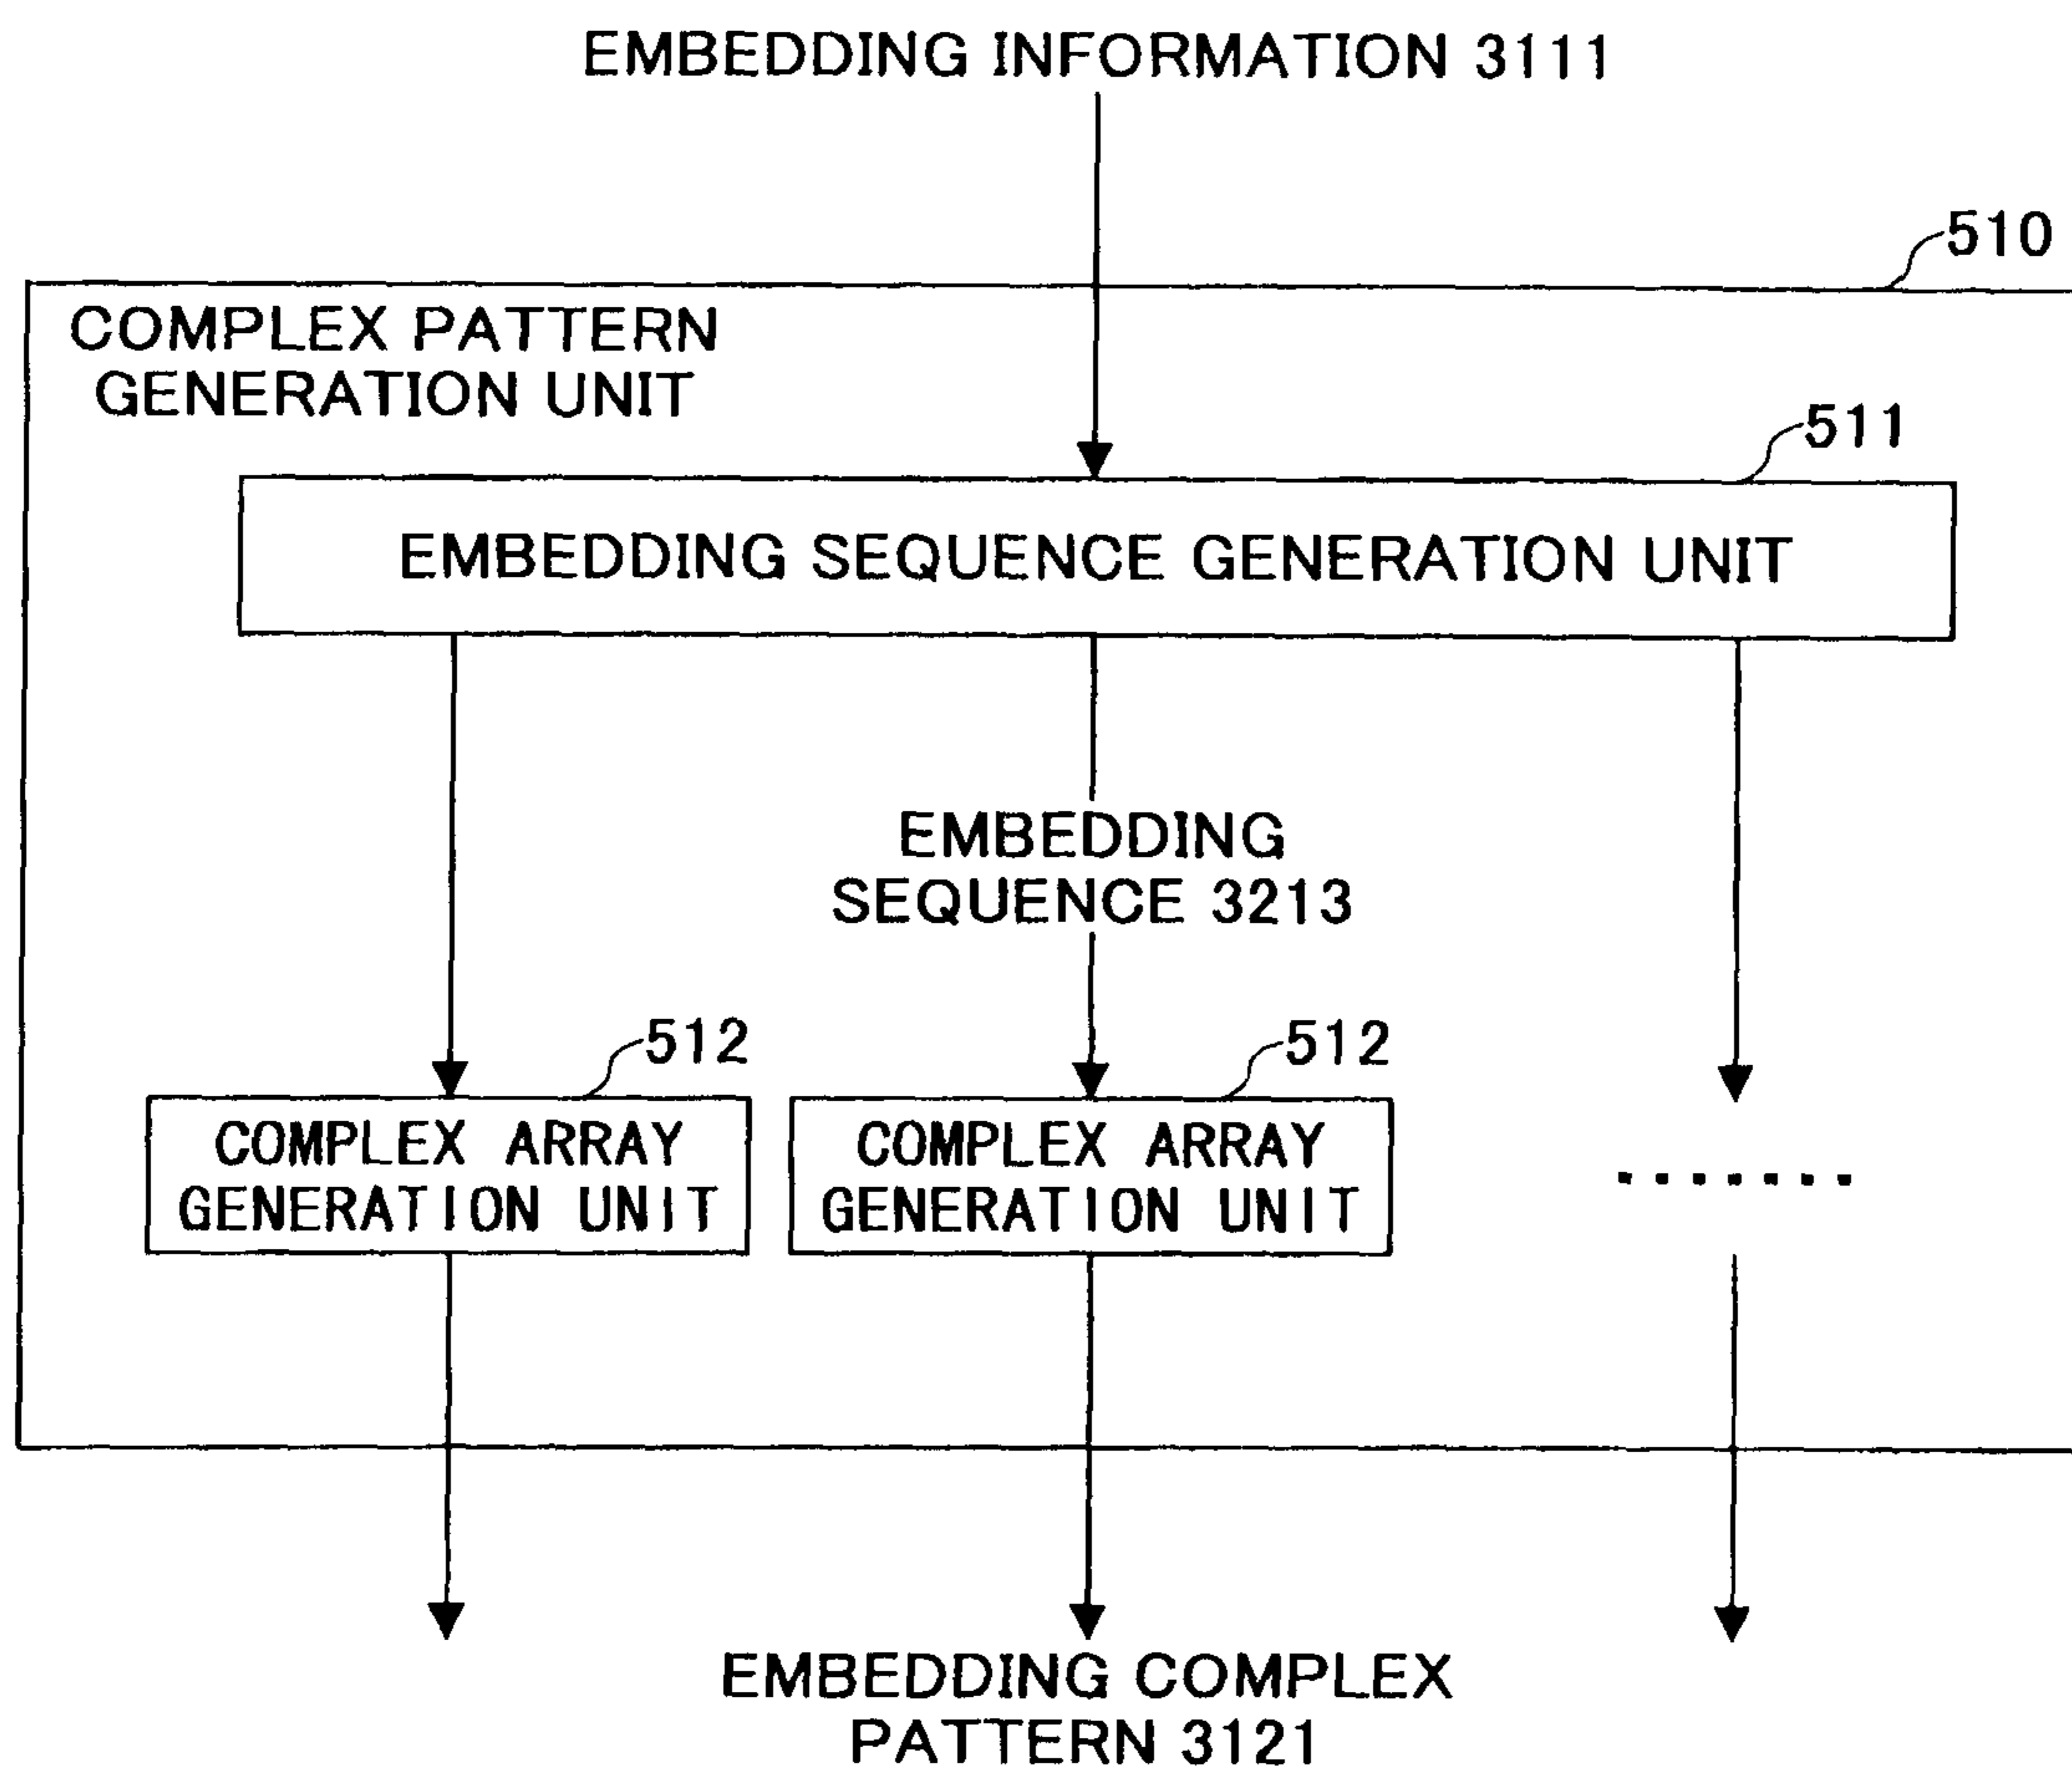 EMBEDDING INFORMATION 3111
510
COMPLEX PATTERN
GENERATION UNIT
511
EMBEDDING SEQUENCE GENERATION UNIT
EMBEDDING
SEQUENCE 3213
512
512
COMPLEX ARRAY
GENERATION UNIT
COMPLEX ARRAY
GENERATION UNIT
.......
EMBEDDING COMPLEX
PATTERN 3121